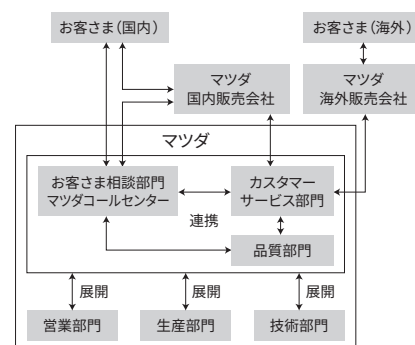 お客さま（国内）
お客さま（海外）
マツダ
国内販売会社
マツダ
海外販売会社
マツダ
お客さま相談部門
マツダコールセンター
カスタマー
サービス部門
連携
品質部門
展開
展開
展開
営業部門
生産部門
技術部門